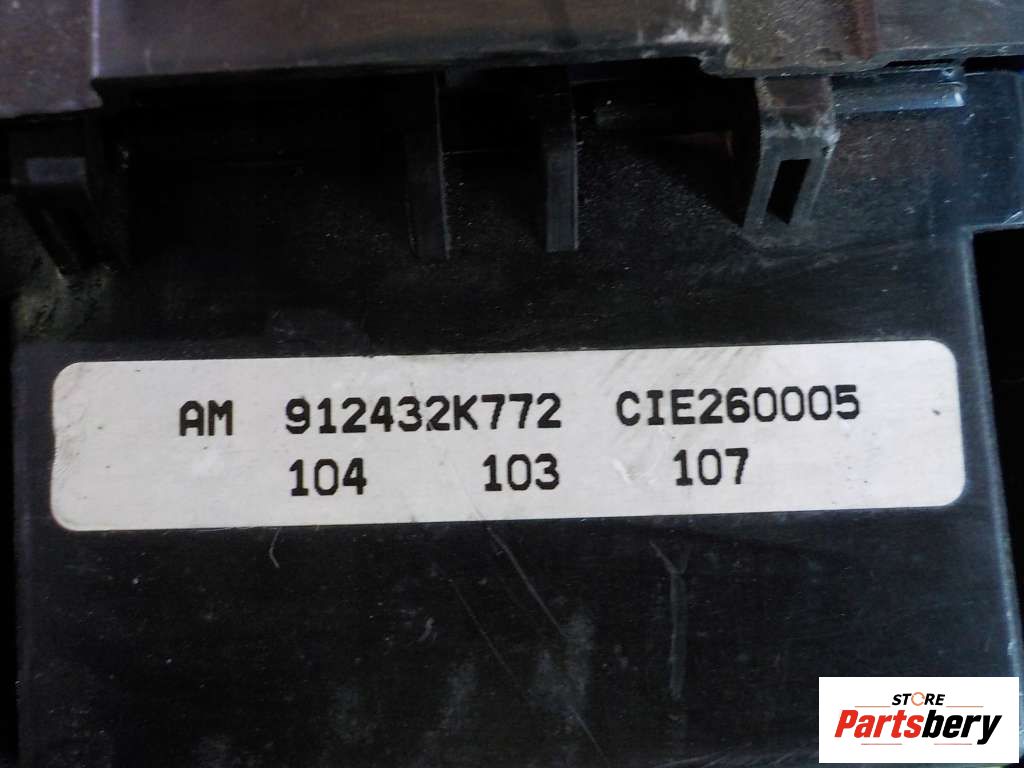 AM 912432K772 CIE260005
104 103 107
STORE
Partsbery